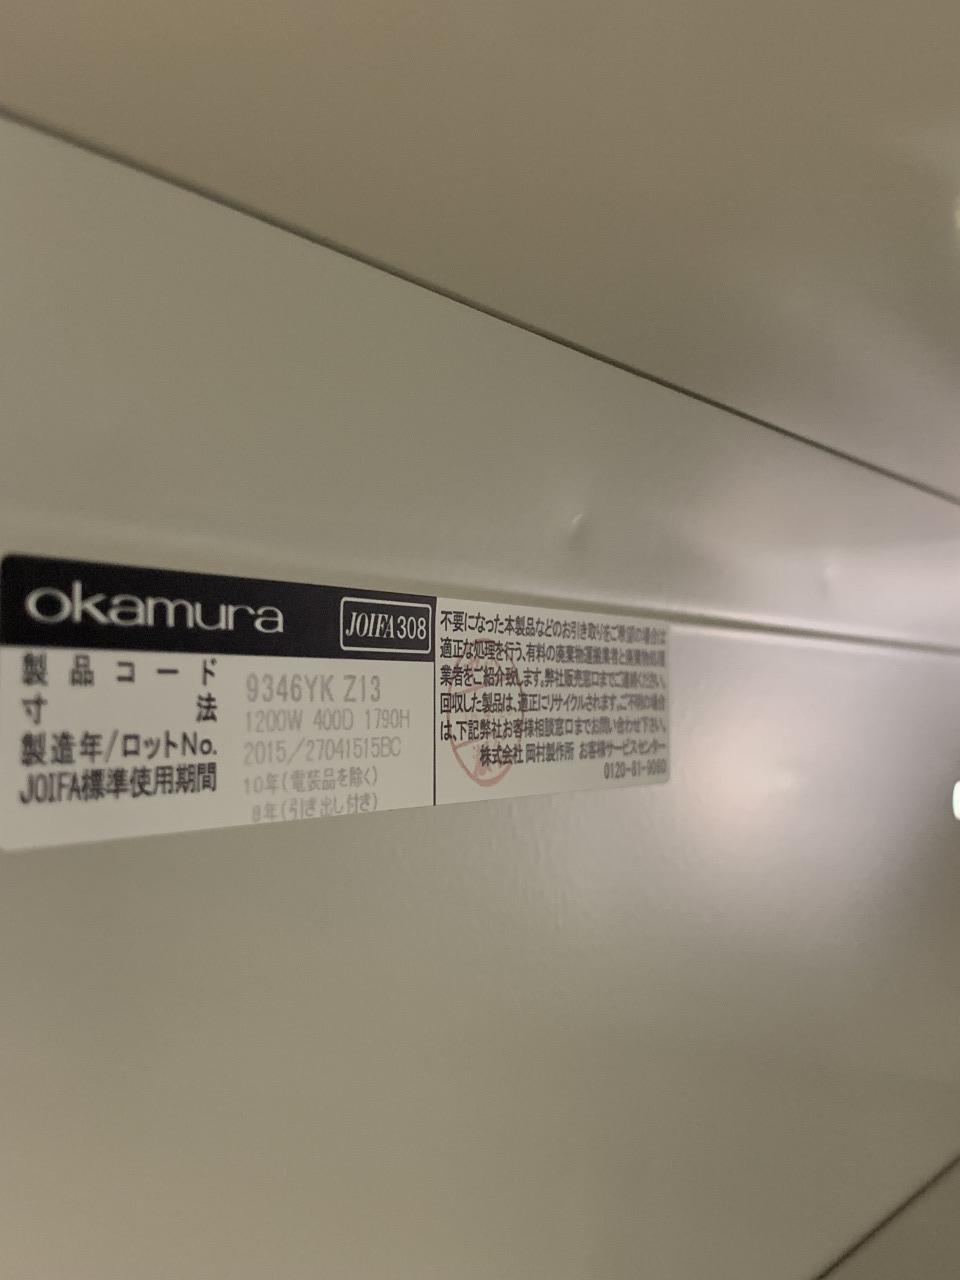 okamura
JOIFA308
製品コード 9346YK Z13
寸法 1200W 400D 1790H
製造年/ロットNo. 2015/27041515BC
JOIFA標準使用期間 10年(電装品を除く)
8年(引き出し付き)
不要になった本製品などのお引き取りをご希望の場合は
適正な処理を行う、有料の廃棄物運搬業者と廃棄物処理
業者をご紹介致します。弊社販売窓口までご連絡ください。
回収した製品は、適正にリサイクルされます。ご不明の場合
は、下記弊社お客様相談窓口までお問い合わせ下さい。
株式会社 岡村製作所 お客様サービスセンター
0120-81-9060